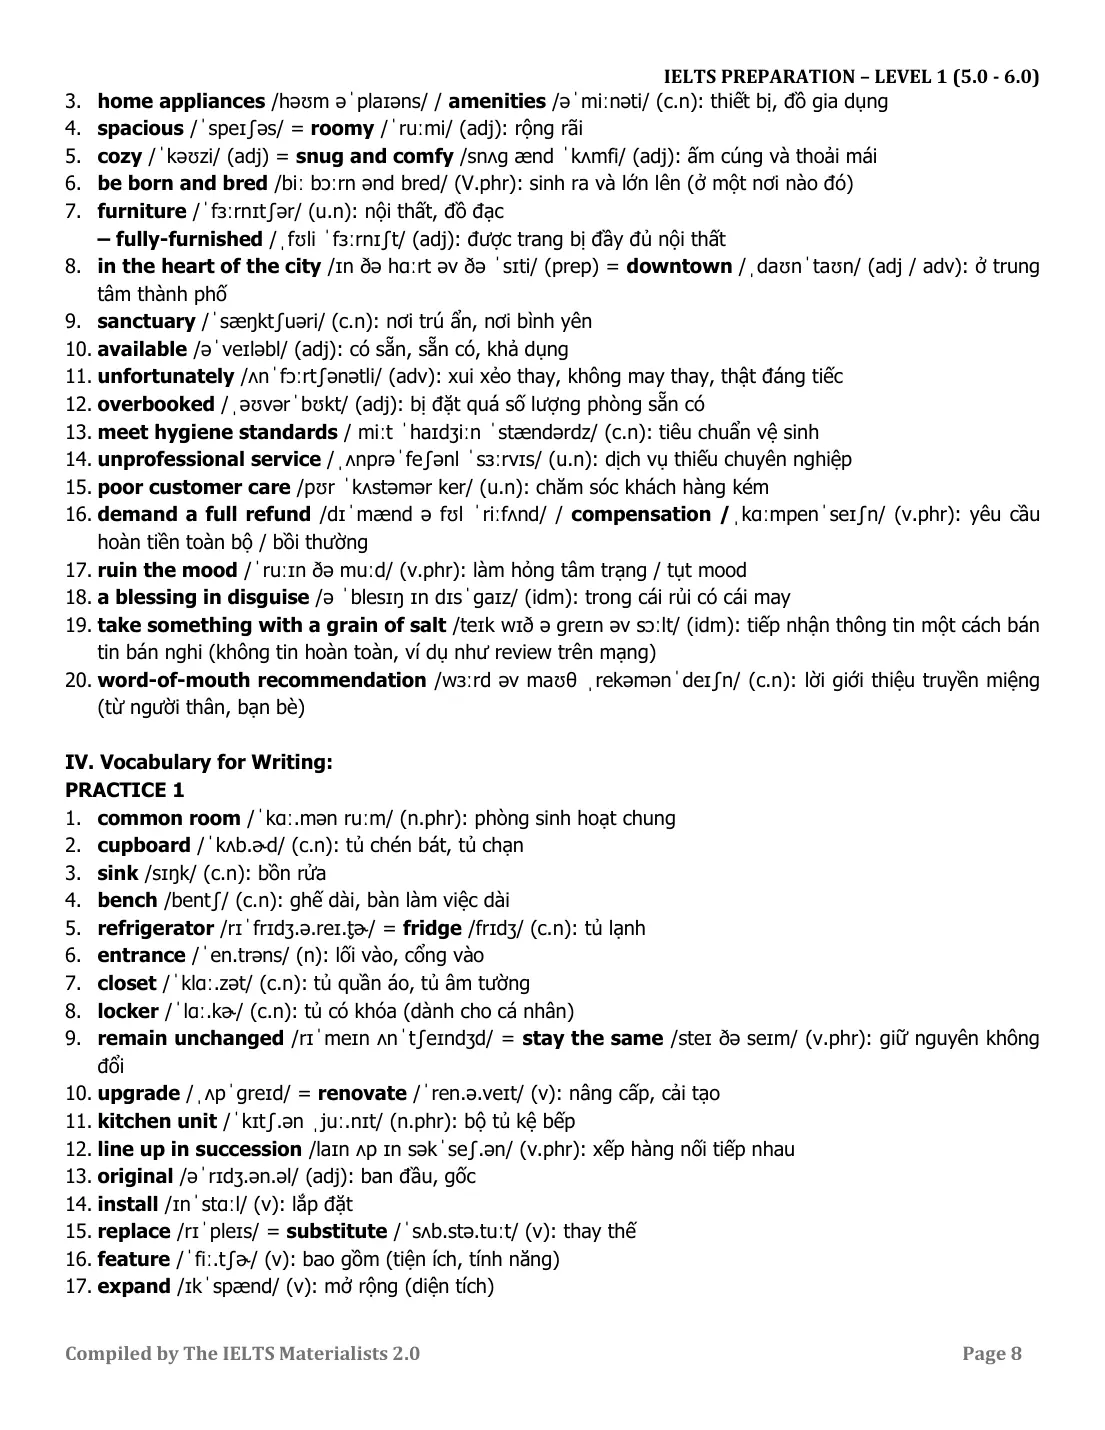 IELTS PREPARATION – LEVEL 1 (5.0 - 6.0)
3. home appliances /həʊm əˈplaɪəns/ / amenities /əˈmiːnəti/ (c.n): thiết bị, đồ gia dụng
4. spacious /ˈspeɪʃəs/ = roomy /ˈruːmi/ (adj): rộng rãi
5. cozy /ˈkəʊzi/ (adj) = snug and comfy /snʌg ænd ˈkʌmfi/ (adj): ấm cúng và thoải mái
6. be born and bred /biː bɔːrn ənd bred/ (V.phr): sinh ra và lớn lên (ở một nơi nào đó)
7. furniture /ˈfɜːrnɪtʃər/ (u.n): nội thất, đồ đạc
– fully-furnished /ˌfʊli ˈfɜːrnɪʃt/ (adj): được trang bị đầy đủ nội thất
8. in the heart of the city /ɪn ðə hɑːrt əv ðə ˈsɪti/ (prep) = downtown /ˌdaʊnˈtaʊn/ (adj / adv): ở trung
tâm thành phố
9. sanctuary /ˈsæŋktʃuəri/ (c.n): nơi trú ẩn, nơi bình yên
10. available /əˈveɪləbl/ (adj): có sẵn, sẵn có, khả dụng
11. unfortunately /ʌnˈfɔːrtʃənətli/ (adv): xui xẻo thay, không may thay, thật đáng tiếc
12. overbooked /ˌəʊvərˈbʊkt/ (adj): bị đặt quá số lượng phòng sẵn có
13. meet hygiene standards / miːt ˈhaɪdʒiːn ˈstændərdz/ (c.n): tiêu chuẩn vệ sinh
14. unprofessional service /ˌʌnprəˈfeʃənl ˈsɜːrvɪs/ (u.n): dịch vụ thiếu chuyên nghiệp
15. poor customer care /pʊr ˈkʌstəmər ker/ (u.n): chăm sóc khách hàng kém
16. demand a full refund /dɪˈmænd ə fʊl ˈriːfʌnd/ / compensation /ˌkɑːmpenˈseɪʃn/ (v.phr): yêu cầu
hoàn tiền toàn bộ / bồi thường
17. ruin the mood /ˈruːɪn ðə muːd/ (v.phr): làm hỏng tâm trạng / tụt mood
18. a blessing in disguise /ə ˈblesɪŋ ɪn dɪsˈgaɪz/ (idm): trong cái rủi có cái may
19. take something with a grain of salt /teɪk wɪð ə greɪn əv sɔːlt/ (idm): tiếp nhận thông tin một cách bán
tin bán nghi (không tin hoàn toàn, ví dụ như review trên mạng)
20. word-of-mouth recommendation /wɜːrd əv maʊθ ˌrekəmənˈdeɪʃn/ (c.n): lời giới thiệu truyền miệng
(từ người thân, bạn bè)
IV. Vocabulary for Writing:
PRACTICE 1
1. common room /ˈkɑː.mən ruːm/ (n.phr): phòng sinh hoạt chung
2. cupboard /ˈkʌb.ɚd/ (c.n): tủ chén bát, tủ chạn
3. sink /sɪŋk/ (c.n): bồn rửa
4. bench /bentʃ/ (c.n): ghế dài, bàn làm việc dài
5. refrigerator /rɪˈfrɪdʒ.ə.reɪ.t̬ɚ/ = fridge /frɪdʒ/ (c.n): tủ lạnh
6. entrance /ˈen.trəns/ (n): lối vào, cổng vào
7. closet /ˈklɑː.zət/ (c.n): tủ quần áo, tủ âm tường
8. locker /ˈlɑː.kɚ/ (c.n): tủ có khóa (dành cho cá nhân)
9. remain unchanged /rɪˈmeɪn ʌnˈtʃeɪndʒd/ = stay the same /steɪ ðə seɪm/ (v.phr): giữ nguyên không
đổi
10. upgrade /ˌʌpˈgreɪd/ = renovate /ˈren.ə.veɪt/ (v): nâng cấp, cải tạo
11. kitchen unit /ˈkɪtʃ.ən ˌjuː.nɪt/ (n.phr): bộ tủ kệ bếp
12. line up in succession /laɪn ʌp ɪn səkˈseʃ.ən/ (v.phr): xếp hàng nối tiếp nhau
13. original /əˈrɪdʒ.ən.əl/ (adj): ban đầu, gốc
14. install /ɪnˈstɑːl/ (v): lắp đặt
15. replace /rɪˈpleɪs/ = substitute /ˈsʌb.stə.tuːt/ (v): thay thế
16. feature /ˈfiː.tʃɚ/ (v): bao gồm (tiện ích, tính năng)
17. expand /ɪkˈspænd/ (v): mở rộng (diện tích)
Compiled by The IELTS Materialists 2.0 Page 8